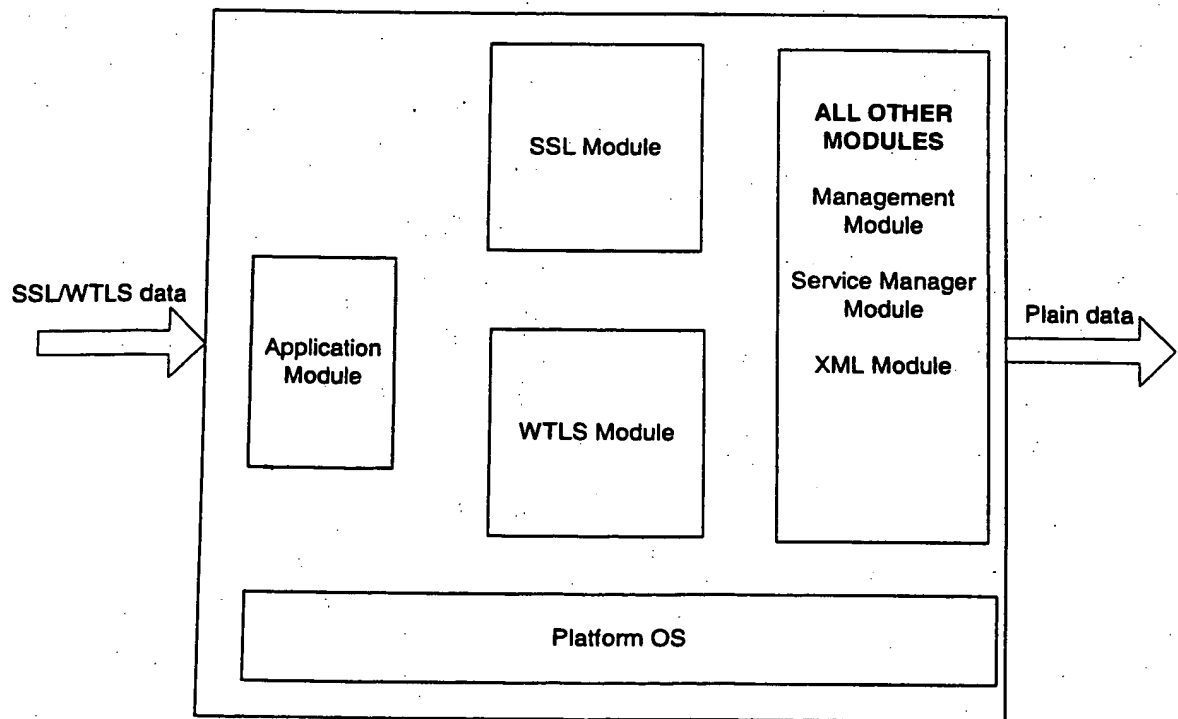 SSL Module
ALL OTHER
MODULES
Management
Module
Service Manager
Module
XML Module
SSL/WTLS data
Application
Module
WTLS Module
Plain data
Platform OS